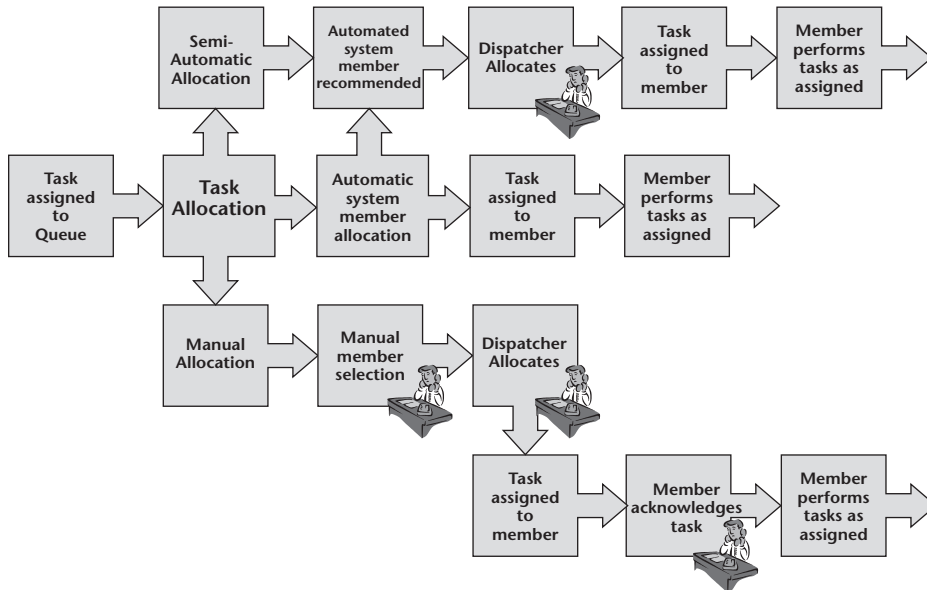 Semi-
Automatic
Allocation
Automated
system
member
recommended
Dispatcher
Allocates
Task
assigned
to
member
Member
performs
tasks as
assigned
Task
assigned
to
Queue
Task
Allocation
Automatic
system
member
allocation
Task
assigned
to
member
Member
performs
tasks as
assigned
Manual
Allocation
Manual
member
selection
Dispatcher
Allocates
Task
assigned
to
member
Member
acknowledges
task
Member
performs
tasks as
assigned